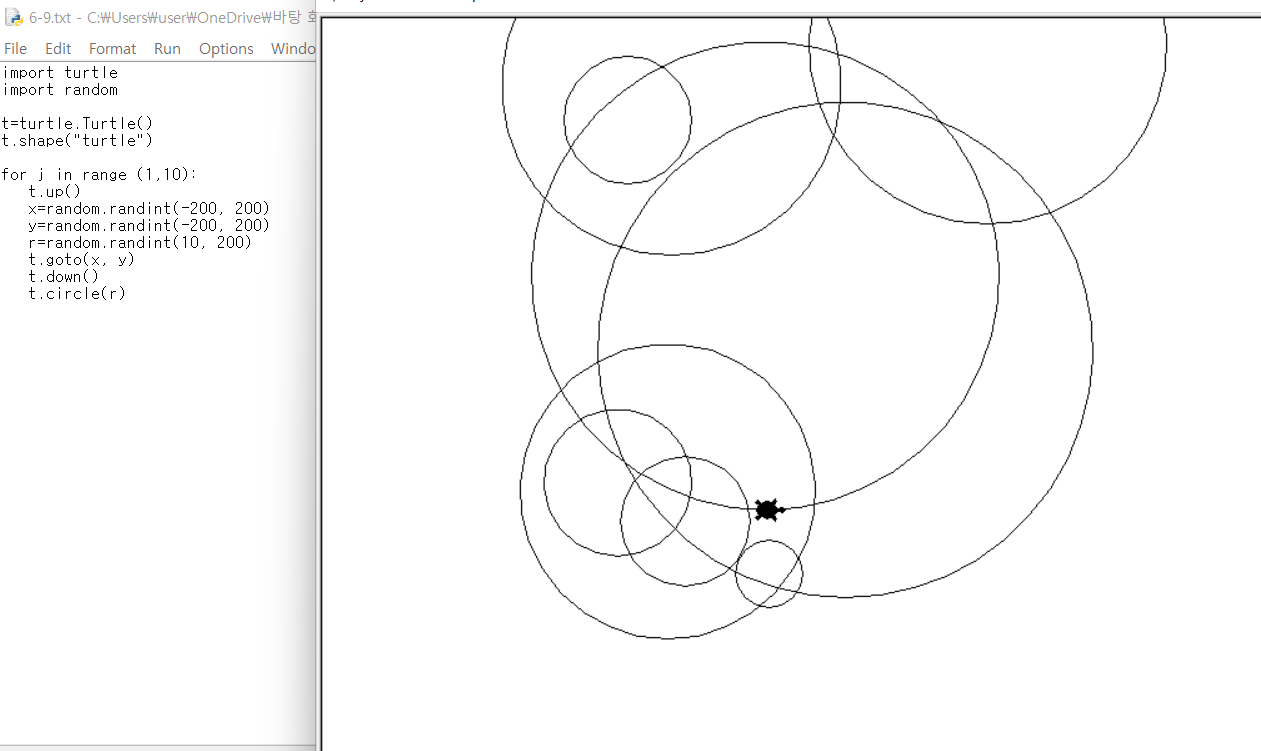 6-9.txt - C:₩Users₩user₩OneDrive₩바탕
File Edit Format Run Options Windo
import turtle
import random
t=turtle.Turtle()
t.shape("turtle")
for j in range (1,10):
t.up()
x=random.randint(-200, 200)
y=random.randint(-200, 200)
r=random.randint(10, 200)
t.goto(x, y)
t.down()
t.circle(r)